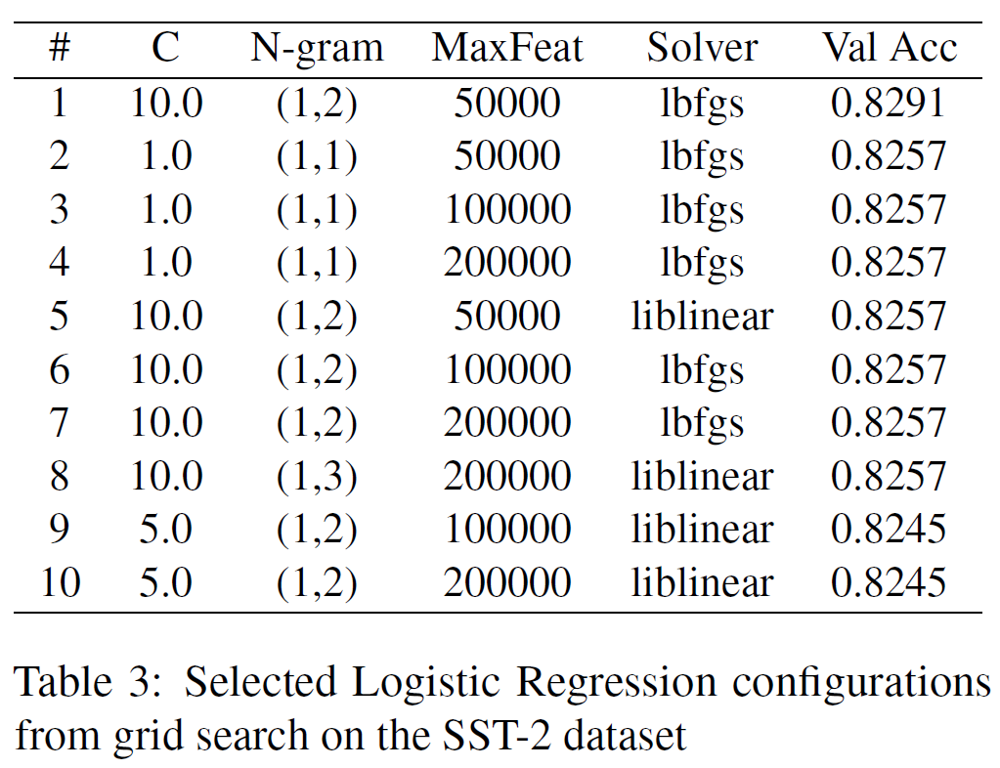 # C N-gram MaxFeat Solver Val Acc
1 10.0 (1,2) 50000 lbfgs 0.8291
2 1.0 (1,1) 50000 lbfgs 0.8257
3 1.0 (1,1) 100000 lbfgs 0.8257
4 1.0 (1,1) 200000 lbfgs 0.8257
5 10.0 (1,2) 50000 liblinear 0.8257
6 10.0 (1,2) 100000 lbfgs 0.8257
7 10.0 (1,2) 200000 lbfgs 0.8257
8 10.0 (1,3) 200000 liblinear 0.8257
9 5.0 (1,2) 100000 liblinear 0.8245
10 5.0 (1,2) 200000 liblinear 0.8245
Table 3: Selected Logistic Regression configurations
from grid search on the SST-2 dataset